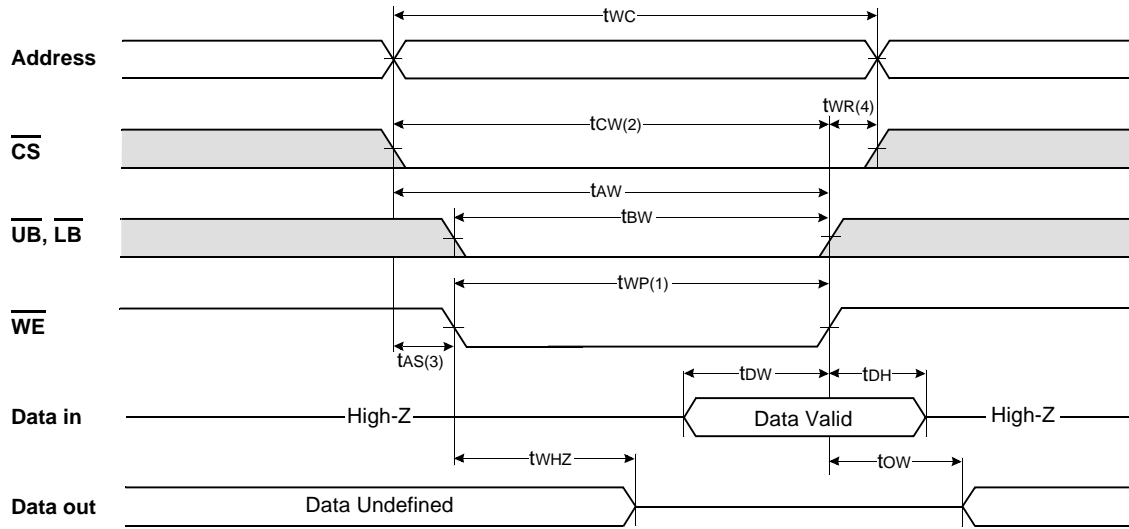 tWC
Address
tWR(4)
tCW(2)
CS
tAW
tBW
UB, LB
tWP(1)
WE
tAS(3)
tDW
tDH
Data in
High-Z
Data Valid
High-Z
tWHZ
tOW
Data out
Data Undefined